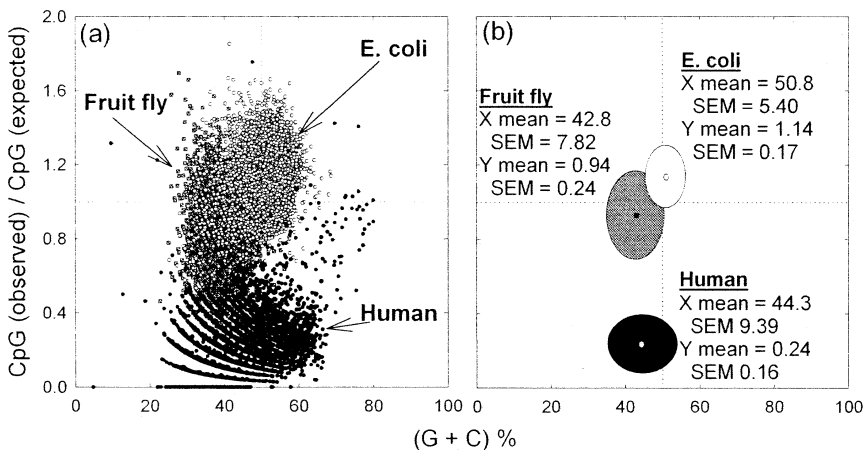 CpG (observed) / CpG (expected)
2.0
1.6
1.2
0.8
0.4
0.0
(a)
E. coli
Fruit fly
Human
0
20
40
60
80
100
(b)
E. coli
X mean = 50.8
SEM = 5.40
Y mean = 1.14
SEM = 0.17
Fruit fly
X mean = 42.8
SEM = 7.82
Y mean = 0.94
SEM = 0.24
Human
X mean = 44.3
SEM 9.39
Y mean = 0.24
SEM 0.16
0
20
40
60
80
100
(G + C) %